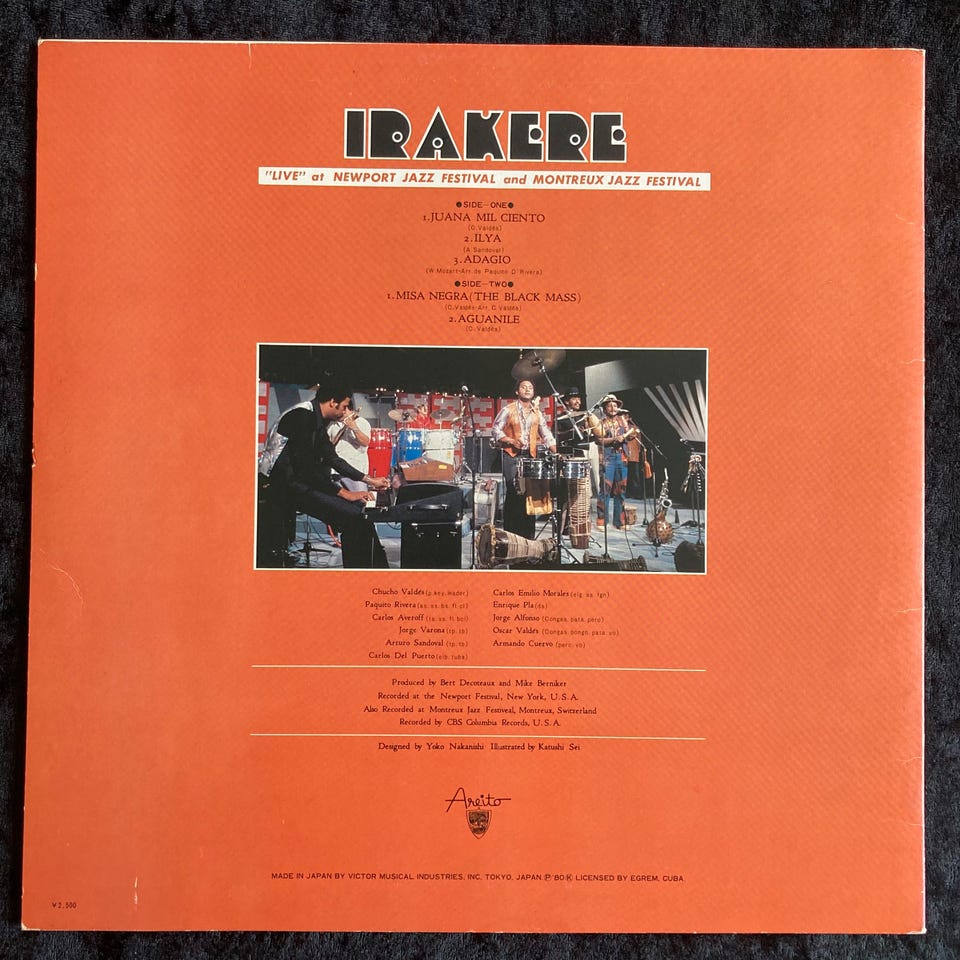 IRAKERE
"LIVE" at NEWPORT JAZZ FESTIVAL and MONTREUX JAZZ FESTIVAL
●SIDE-ONE●
1.JUANA MIL CIENTO
(O.Valdés)
2.ILYA
(A.Sandoval)
3.ADAGIO
(W.Mozart-Arr.de Paquito D'Rivera)
●SIDE-TWO●
1.MISA NEGRA(THE BLACK MASS)
(O.Valdés-Arr.C.Valdés)
2.AGUANILE
(O.Valdés)
Chucho Valdés(p.key.leader)
Paquito Rivera(as.ss.bs.fl.cl)
Carlos Averoff(ta.ss.fl.bcl)
Jorge Varona(tp.tb)
Arturo Sandoval(tp.tb)
Carlos Del Puerto(elb.tuba)
Carlos Emilio Morales(elg.as.fgn)
Enrique Pla(ds)
Jorge Alfonso(Congas.pata.perc)
Oscar Valdés(Congas.bongo.pata.vo)
Armando Cuervo(perc.vo)
Produced by Bert Decoteaux and Mike Berniker
Recorded at the Newport Festival, New York, U.S.A.
Also Recorded at Montreux Jazz Festiveal, Montreux, Switzerland
Recorded by CBS Columbia Records, U.S.A.
Designed by Yoko Nakanishi Illustrated by Katushi Sei
Areito
MADE IN JAPAN BY VICTOR MUSICAL INDUSTRIES, INC. TOKYO, JAPAN Ⓟ'80·Ⓚ LICENSED BY EGREM, CUBA
¥2,500